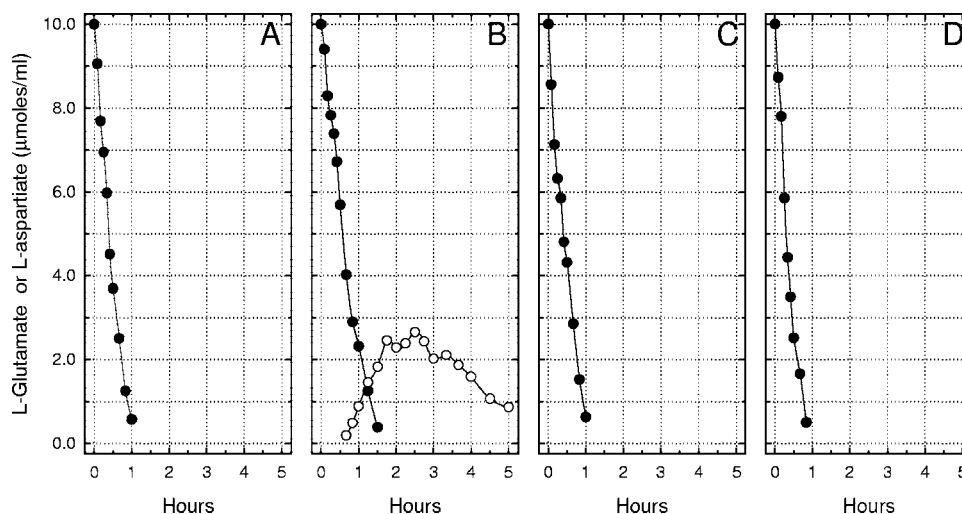 L-Glutamate or L-aspartiate (μmoles/ml)
10.0
8.0
6.0
4.0
2.0
0.0
A
B
C
D
0 1 2 3 4 5
0 1 2 3 4 5
0 1 2 3 4 5
0 1 2 3 4 5
Hours
Hours
Hours
Hours